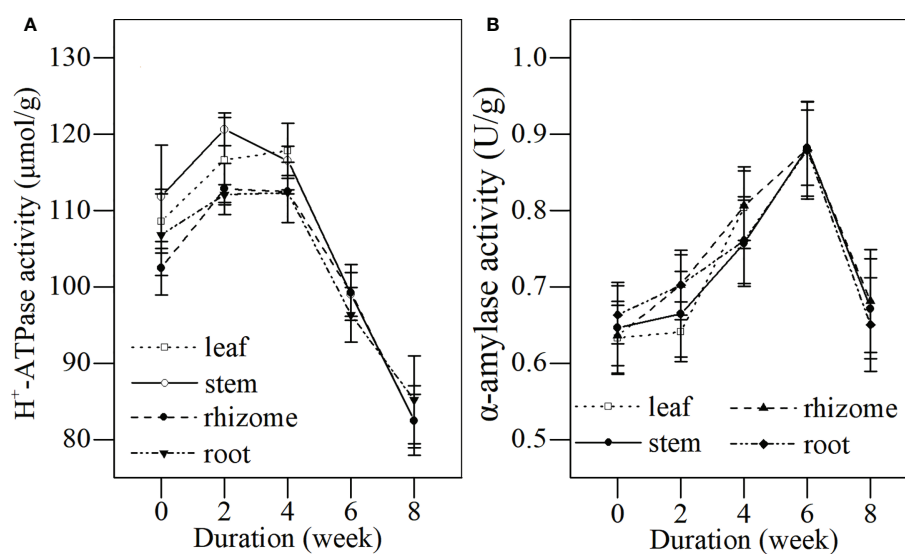 A
H⁺-ATPase activity (μmol/g)
130
120
110
100
90
80
leaf
stem
rhizome
root
0 2 4 6 8
Duration (week)
B
α-amylase activity (U/g)
1.0
0.9
0.8
0.7
0.6
0.5
leaf rhizome
stem root
0 2 4 6 8
Duration (week)